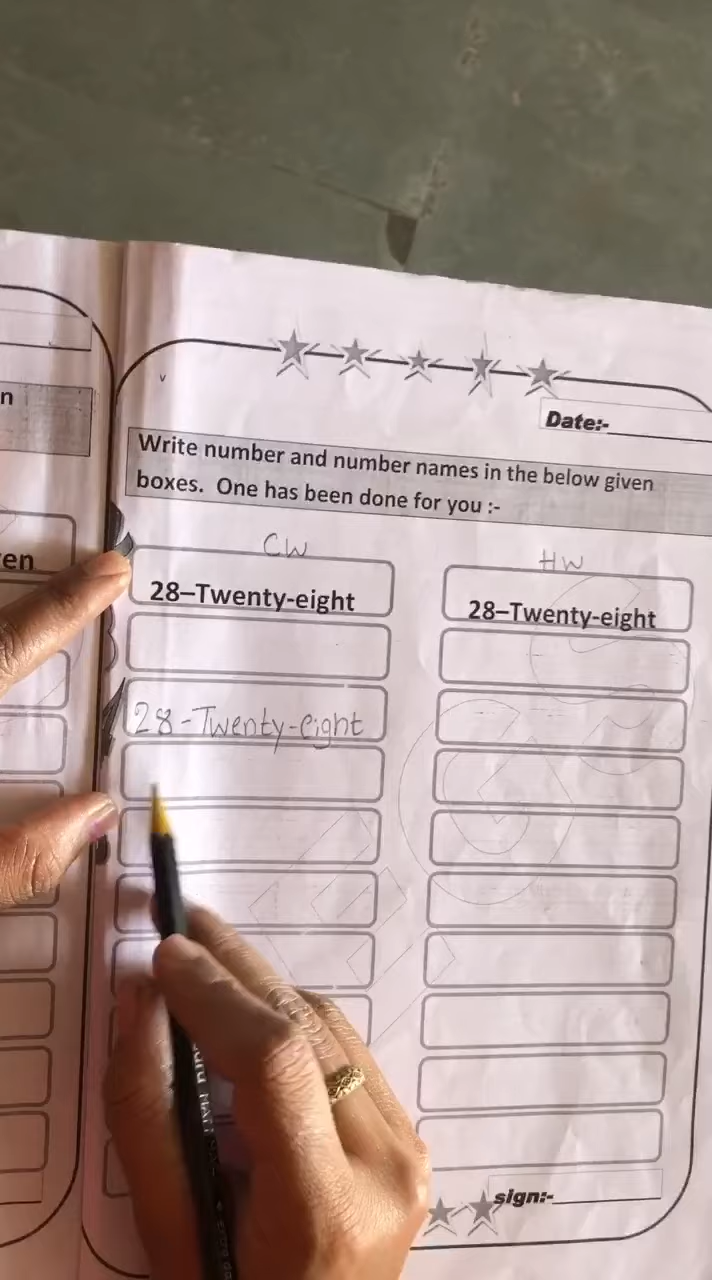 n
en
Date:-
Write number and number names in the below given
boxes. One has been done for you :-
CW
HW
28–Twenty-eight
28–Twenty-eight
28-Twenty-eight
sign:-